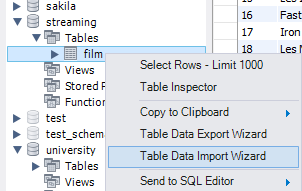 sakila
streaming
Tables
film
Views
Stored
Function
test
test_schem
university
Tables
Views
Select Rows - Limit 1000
Table Inspector
Copy to Clipboard
Table Data Export Wizard
Table Data Import Wizard
Send to SQL Editor
15
16 Fast
17 Iron
18 Les M